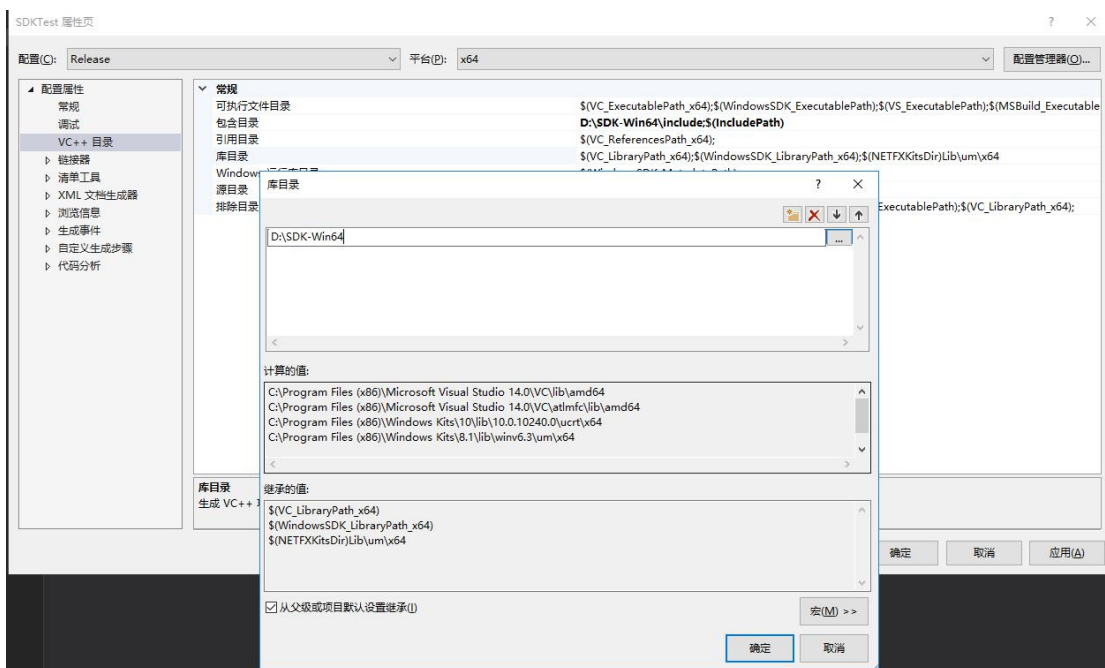 SDKTest 属性页
配置(C): Release 平台(P): x64 配置管理器(O)...
配置属性
常规
调试
VC++ 目录
链接器
清单工具
XML 文档生成器
浏览信息
生成事件
自定义生成步骤
代码分析
常规
可执行文件目录 $(VC_ExecutablePath_x64);$(WindowsSDK_ExecutablePath);$(VS_ExecutablePath);$(MSBuild_Executable
包含目录 D:\SDK-Win64\include;$(IncludePath)
引用目录 $(VC_ReferencesPath_x64);
库目录 $(VC_LibraryPath_x64);$(WindowsSDK_LibraryPath_x64);$(NETFXKitsDir)Lib\um\x64
Windows
源目录
排除目录 ExecutablePath);$(VC_LibraryPath_x64);
库目录
生成 VC++
确定 取消 应用(A)
库目录
D:\SDK-Win64
...
计算的值:
C:\Program Files (x86)\Microsoft Visual Studio 14.0\VC\lib\amd64
C:\Program Files (x86)\Microsoft Visual Studio 14.0\VC\atlmfc\lib\amd64
C:\Program Files (x86)\Windows Kits\10\lib\10.0.10240.0\ucrt\x64
C:\Program Files (x86)\Windows Kits\8.1\lib\winv6.3\um\x64
继承的值:
$(VC_LibraryPath_x64)
$(WindowsSDK_LibraryPath_x64)
$(NETFXKitsDir)Lib\um\x64
从父级或项目默认设置继承(I)
宏(M) >>
确定 取消